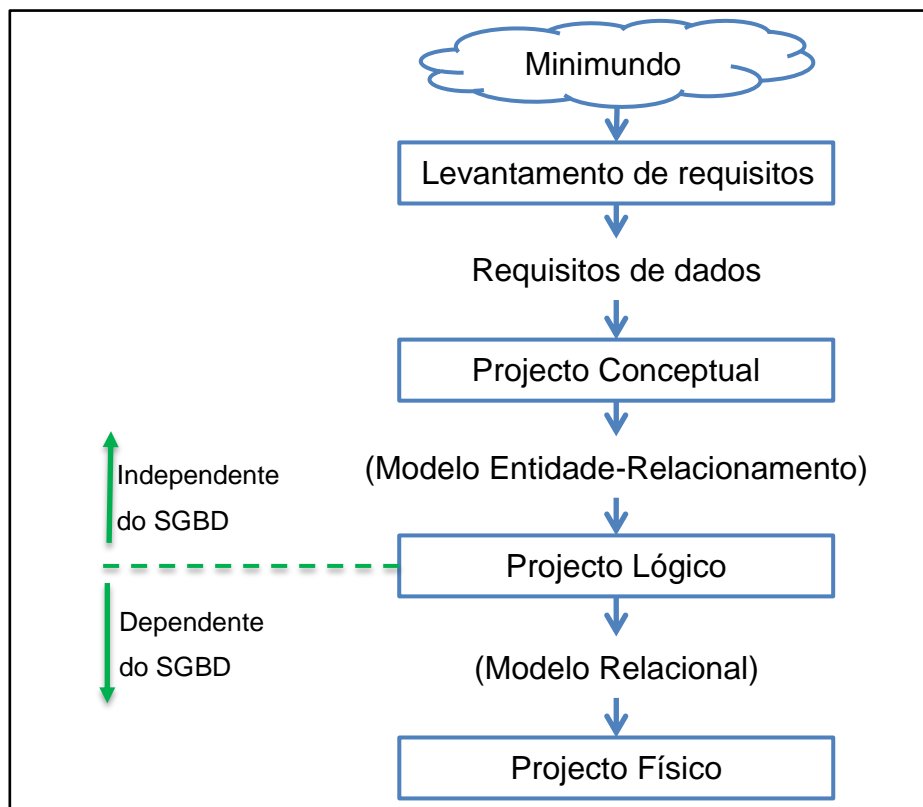 Minimundo
Levantamento de requisitos
Requisitos de dados
Projecto Conceptual
(Modelo Entidade-Relacionamento)
Independente
do SGBD
Projecto Lógico
Dependente
do SGBD
(Modelo Relacional)
Projecto Físico